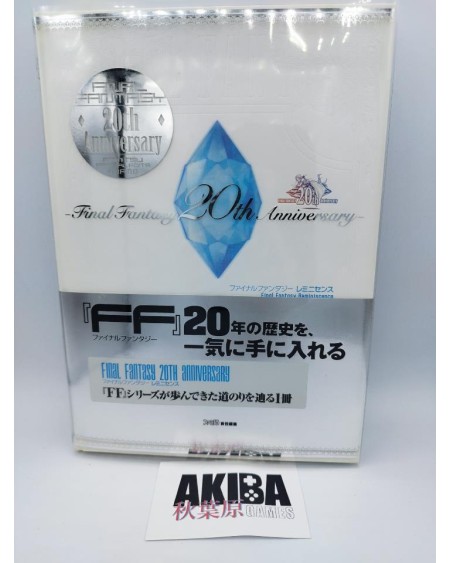 FINAL
FANTASY
20th
Anniversary
-Final Fantasy 20th Anniversary-
20th
ファイナルファンタジー レミニセンス
Final Fantasy Reminiscence
『FF』20年の歴史を、
ファイナルファンタジー
一気に手に入れる
FINAL FANTASY 20TH ANNIVERSARY
ファイナルファンタジー レミニセンス
「FF」シリーズが歩んできた道のりを辿る1冊
AKIBA
秋葉原 GAMES